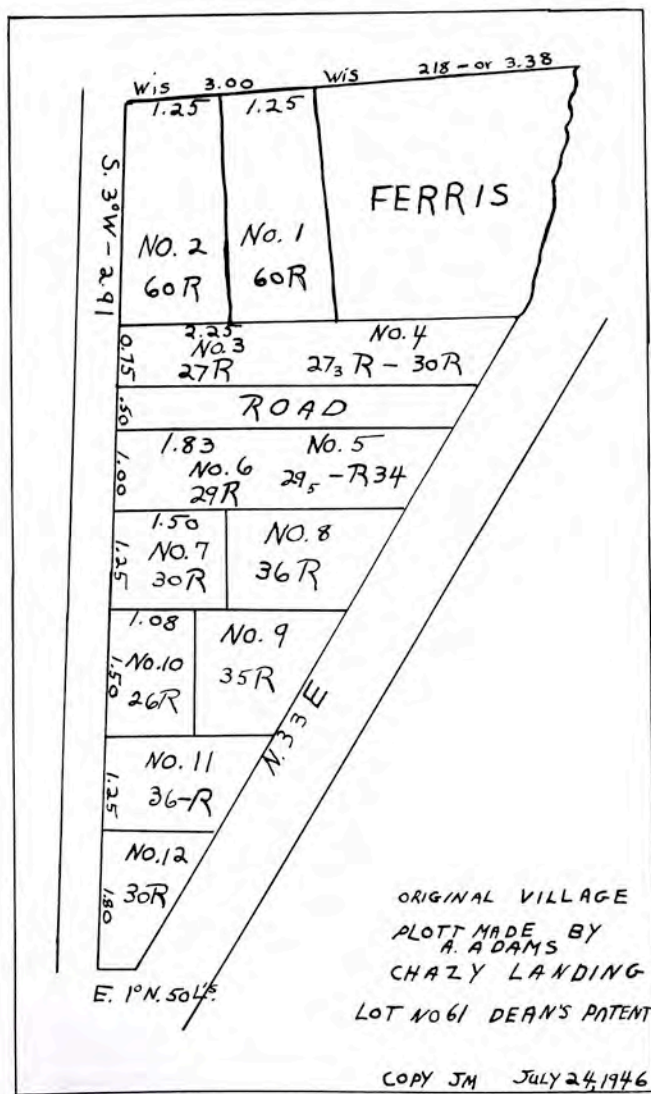 Wis 3.00 Wis 218 - or 3.38
1.25 1.25
S. 3°W - 2.91
FERRIS
NO. 2
60R
NO. 1
60R
0.75
2.25
NO.3
27R
NO.4
27₃ R - 30R
.50
ROAD
1.00
1.83
NO. 6
29R
NO. 5
29₅ - R34
1.25
1.50
NO. 7
30R
NO. 8
36R
1.50
1.08
NO.10
26R
NO. 9
35R
N. 33 E
1.25
NO. 11
36-R
1.80
NO.12
30R
E. 1° N. 50 L's.
ORIGINAL VILLAGE
PLOTT MADE BY
A. ADAMS
CHAZY LANDING
LOT NO 61 DEAN'S PATENT
COPY JM JULY 24, 1946